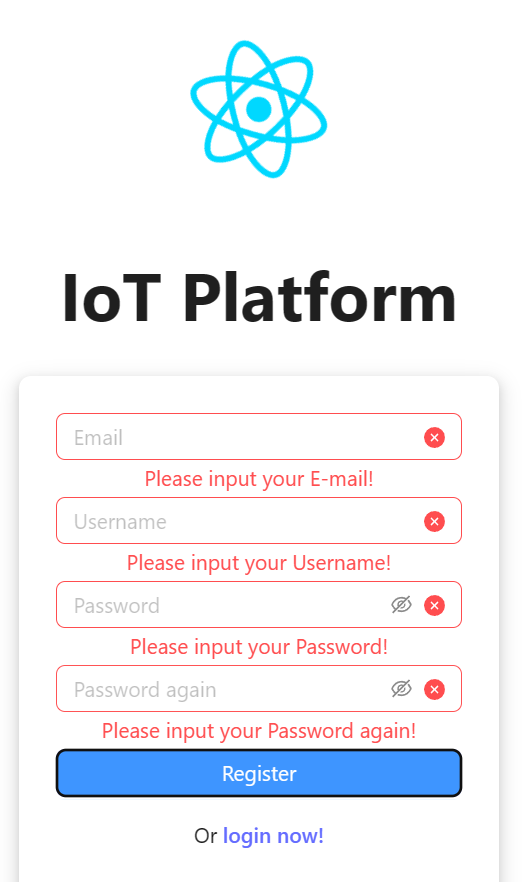 IoT Platform
Email
Please input your E-mail!
Username
Please input your Username!
Password
Please input your Password!
Password again
Please input your Password again!
Register
Or login now!